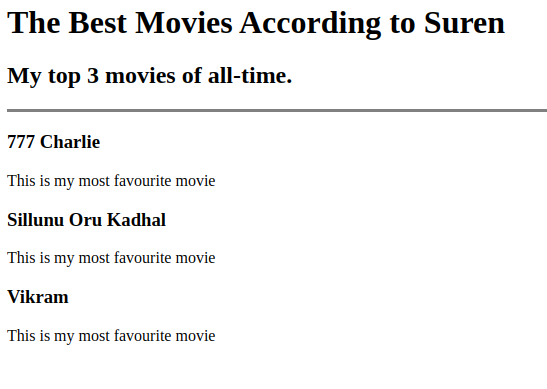 The Best Movies According to Suren
My top 3 movies of all-time.
777 Charlie
This is my most favourite movie
Sillunu Oru Kadhal
This is my most favourite movie
Vikram
This is my most favourite movie